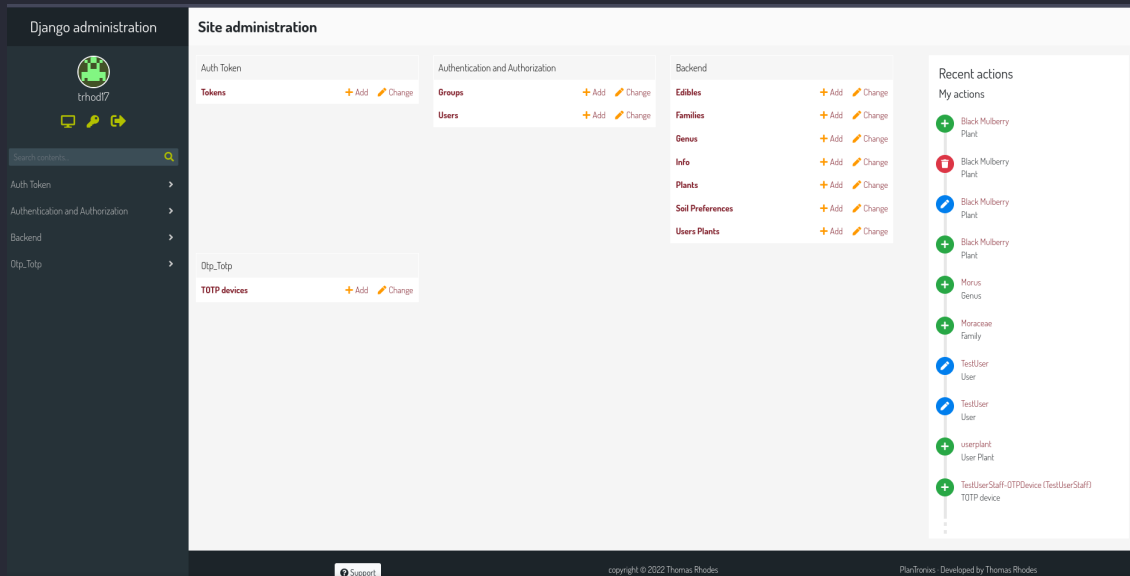 Django administration
trhod17
Search contents...
Auth Token
Authentication and Authorization
Backend
Otp_Totp
Site administration
Auth Token
Tokens Add Change
Authentication and Authorization
Groups Add Change
Users Add Change
Backend
Edibles Add Change
Families Add Change
Genus Add Change
Info Add Change
Plants Add Change
Soil Preferences Add Change
Users Plants Add Change
Otp_Totp
TOTP devices Add Change
Recent actions
My actions
Black Mulberry
Plant
Black Mulberry
Plant
Black Mulberry
Plant
Black Mulberry
Plant
Morus
Genus
Moraceae
Family
TestUser
User
TestUser
User
userplant
User Plant
TestUserStaff-OTPDevice (TestUserStaff)
TOTP device
Support
copyright © 2022 Thomas Rhodes
PlanTronixs · Developed by Thomas Rhodes